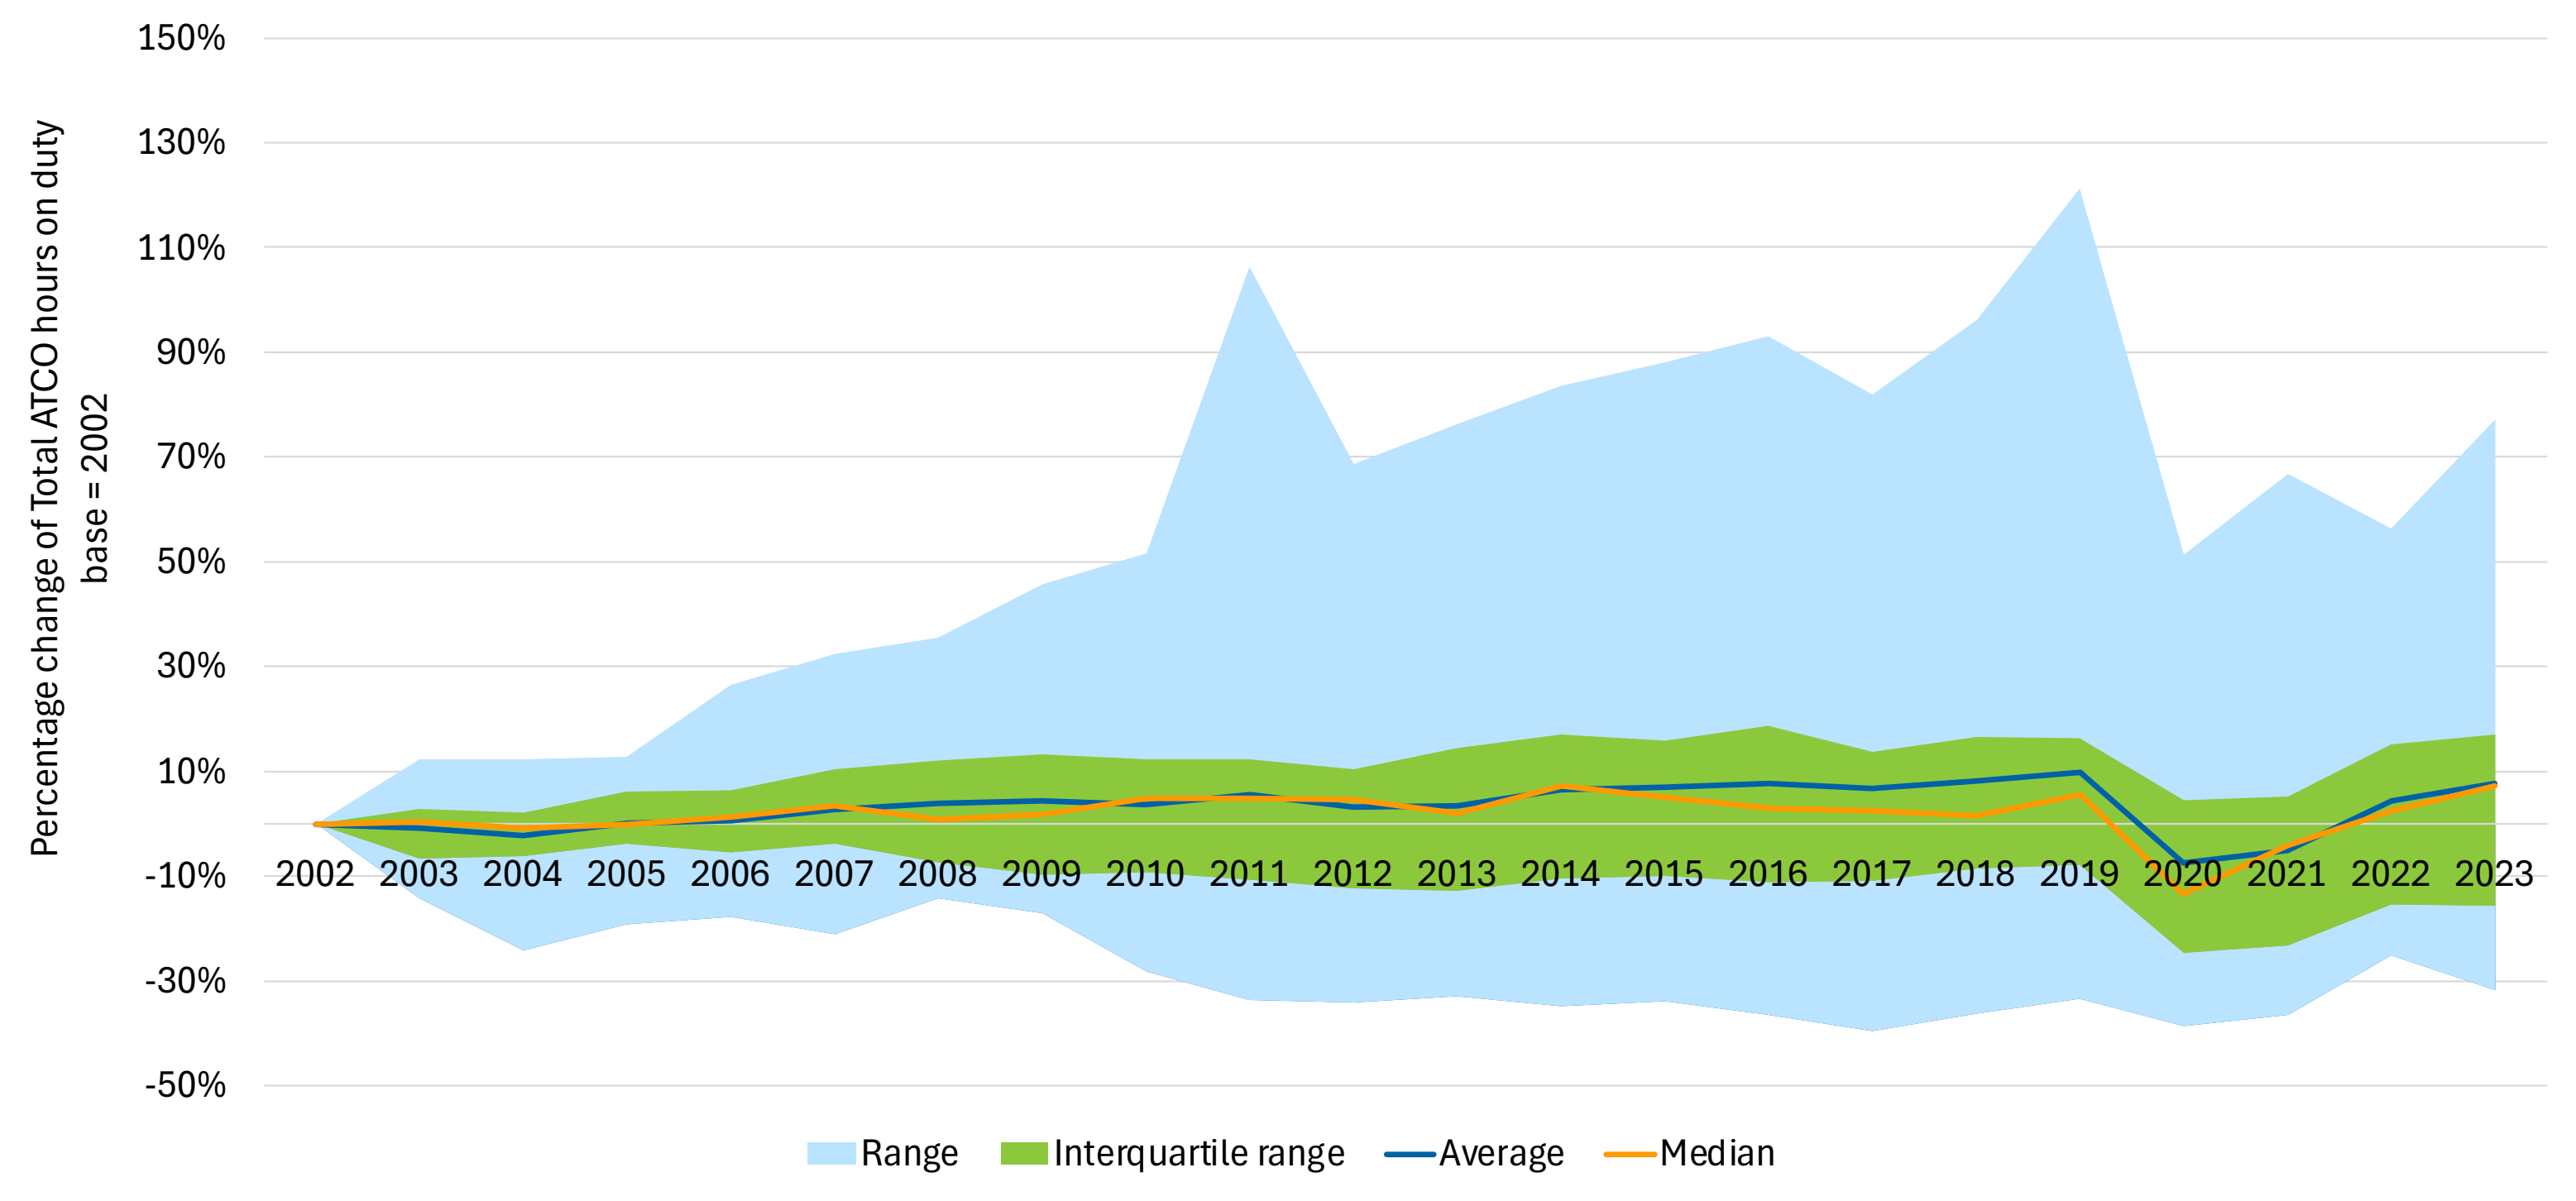 Percentage change of Total ATCO hours on duty
base = 2002
150%
130%
110%
90%
70%
50%
30%
10%
-10%
-30%
-50%
2002 2003 2004 2005 2006 2007 2008 2009 2010 2011 2012 2013 2014 2015 2016 2017 2018 2019 2020 2021 2022 2023
Range Interquartile range Average Median